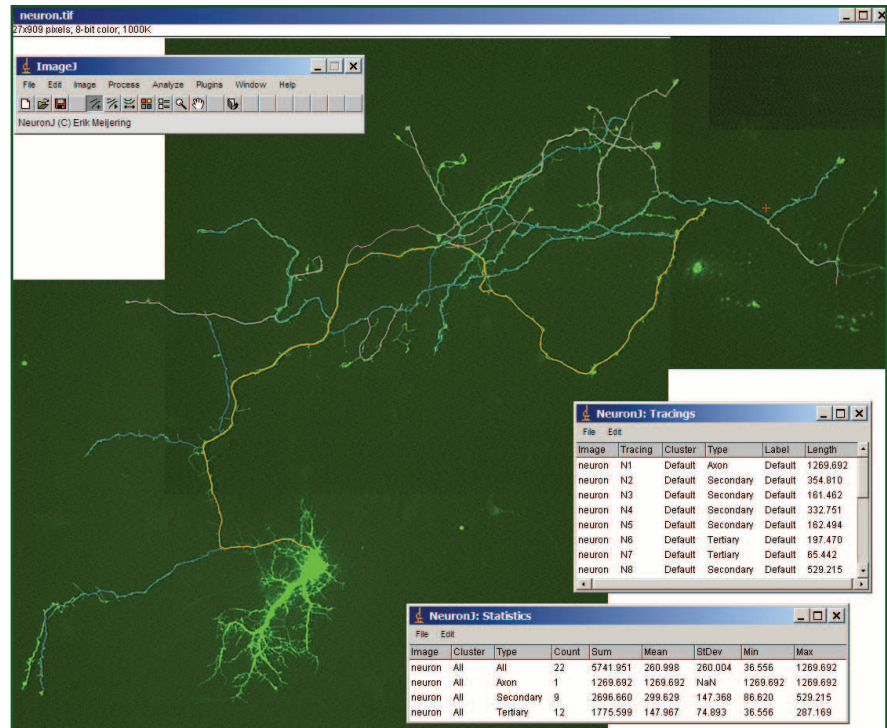 neuron.tif
27x909 pixels; 8-bit color; 1000K
ImageJ
File Edit Image Process Analyze Plugins Window Help
NeuronJ (C) Erik Meijering
NeuronJ: Tracings
File Edit
Image Tracing Cluster Type Label Length
neuron N1 Default Axon Default 1269.692
neuron N2 Default Secondary Default 354.810
neuron N3 Default Secondary Default 161.462
neuron N4 Default Secondary Default 332.751
neuron N5 Default Secondary Default 162.494
neuron N6 Default Tertiary Default 197.470
neuron N7 Default Tertiary Default 65.442
neuron N8 Default Secondary Default 529.215
NeuronJ: Statistics
File Edit
Image Cluster Type Count Sum Mean StDev Min Max
neuron All All 22 5741.951 260.998 260.004 36.556 1269.692
neuron All Axon 1 1269.692 1269.692 NaN 1269.692 1269.692
neuron All Secondary 9 2696.660 299.629 147.368 86.620 529.215
neuron All Tertiary 12 1775.599 147.967 74.893 36.556 287.169